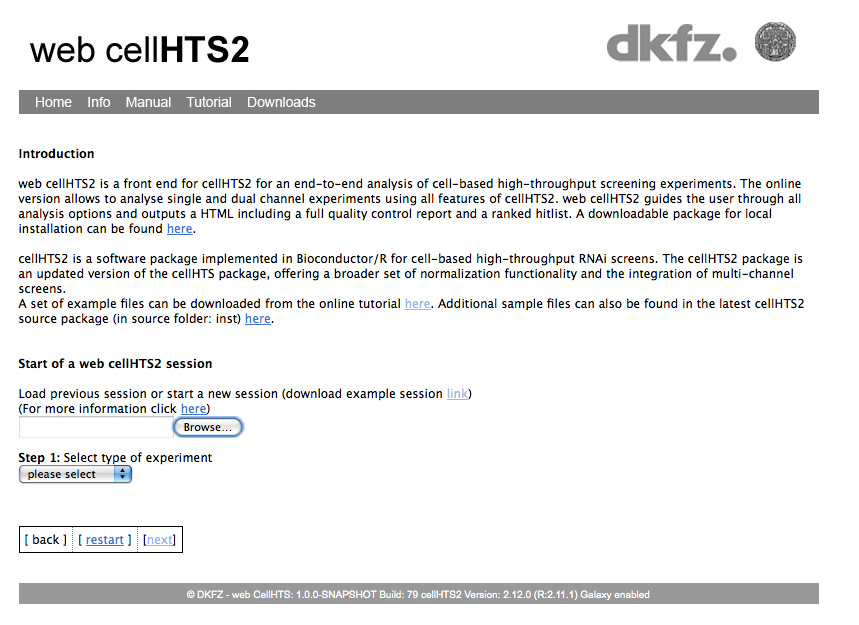 web cellHTS2
dkfz.
Home Info Manual Tutorial Downloads
Introduction
web cellHTS2 is a front end for cellHTS2 for an end-to-end analysis of cell-based high-throughput screening experiments. The online
version allows to analyse single and dual channel experiments using all features of cellHTS2. web cellHTS2 guides the user through all
analysis options and outputs a HTML including a full quality control report and a ranked hitlist. A downloadable package for local
installation can be found here.
cellHTS2 is a software package implemented in Bioconductor/R for cell-based high-throughput RNAi screens. The cellHTS2 package is
an updated version of the cellHTS package, offering a broader set of normalization functionality and the integration of multi-channel
screens.
A set of example files can be downloaded from the online tutorial here. Additional sample files can also be found in the latest cellHTS2
source package (in source folder: inst) here.
Start of a web cellHTS2 session
Load previous session or start a new session (download example session link)
(For more information click here)
Browse...
Step 1: Select type of experiment
please select
[ back ] [ restart ] [next]
© DKFZ - web CellHTS: 1.0.0-SNAPSHOT Build: 79 cellHTS2 Version: 2.12.0 (R:2.11.1) Galaxy enabled